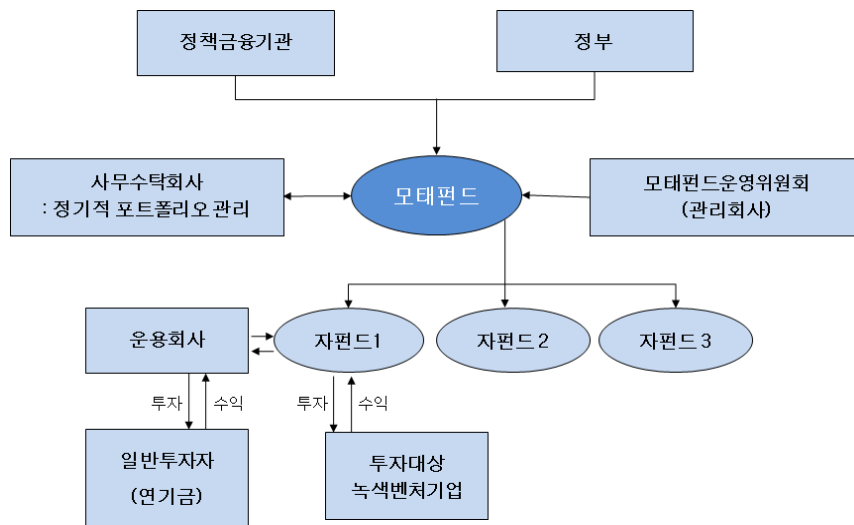 정책금융기관
정부
사무수탁회사
: 정기적 포트폴리오 관리
모태펀드
모태펀드운영위원회
(관리회사)
운용회사
자펀드1
자펀드 2
자펀드 3
투자
수익
투자
수익
일반투자자
(연기금)
투자대상
녹색벤처기업